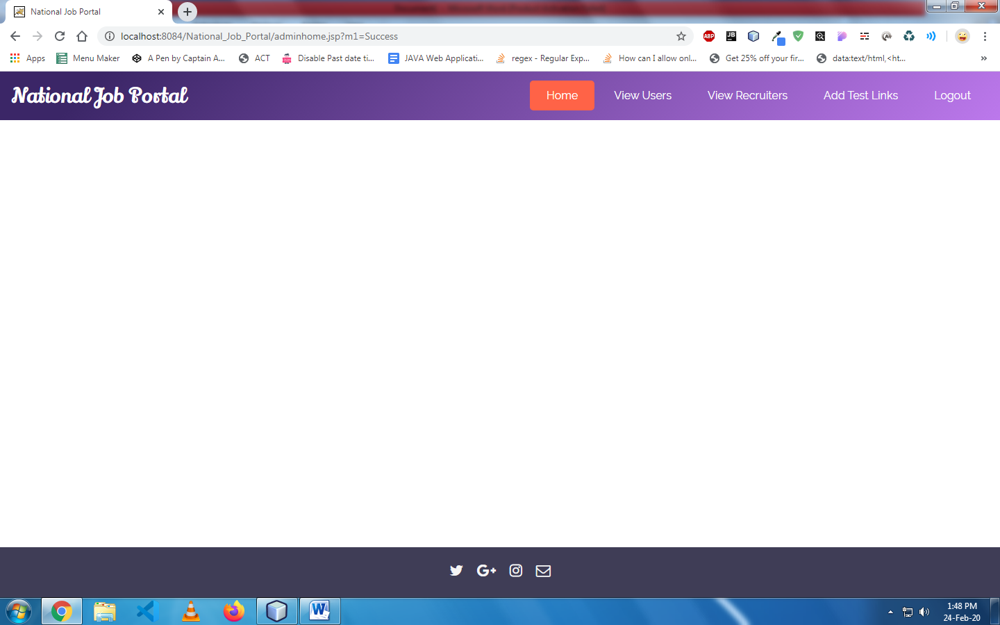 National Job Portal
localhost:8084/National_Job_Portal/adminhome.jsp?m1=Success
ABP
JB
Apps
Menu Maker
A Pen by Captain A...
ACT
Disable Past date ti...
JAVA Web Applicati...
regex - Regular Exp...
How can I allow onl...
Get 25% off your fir...
data:text/html,<ht...
»
National Job Portal
Home
View Users
View Recruiters
Add Test Links
Logout
G+
W
1:48 PM
24-Feb-20